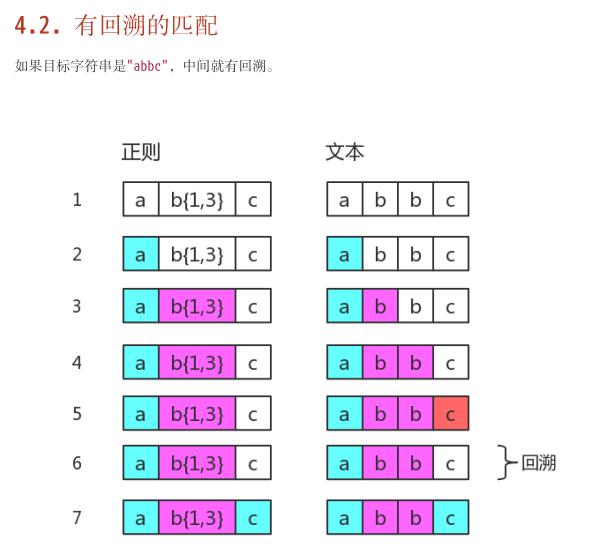 4.2. 有回溯的匹配
如果目标字符串是"abbc"，中间就有回溯。
正则 文本
1 a b{1,3} c a b b c
2 a b{1,3} c a b b c
3 a b{1,3} c a b b c
4 a b{1,3} c a b b c
5 a b{1,3} c a b b c
6 a b{1,3} c a b b c 回溯
7 a b{1,3} c a b b c